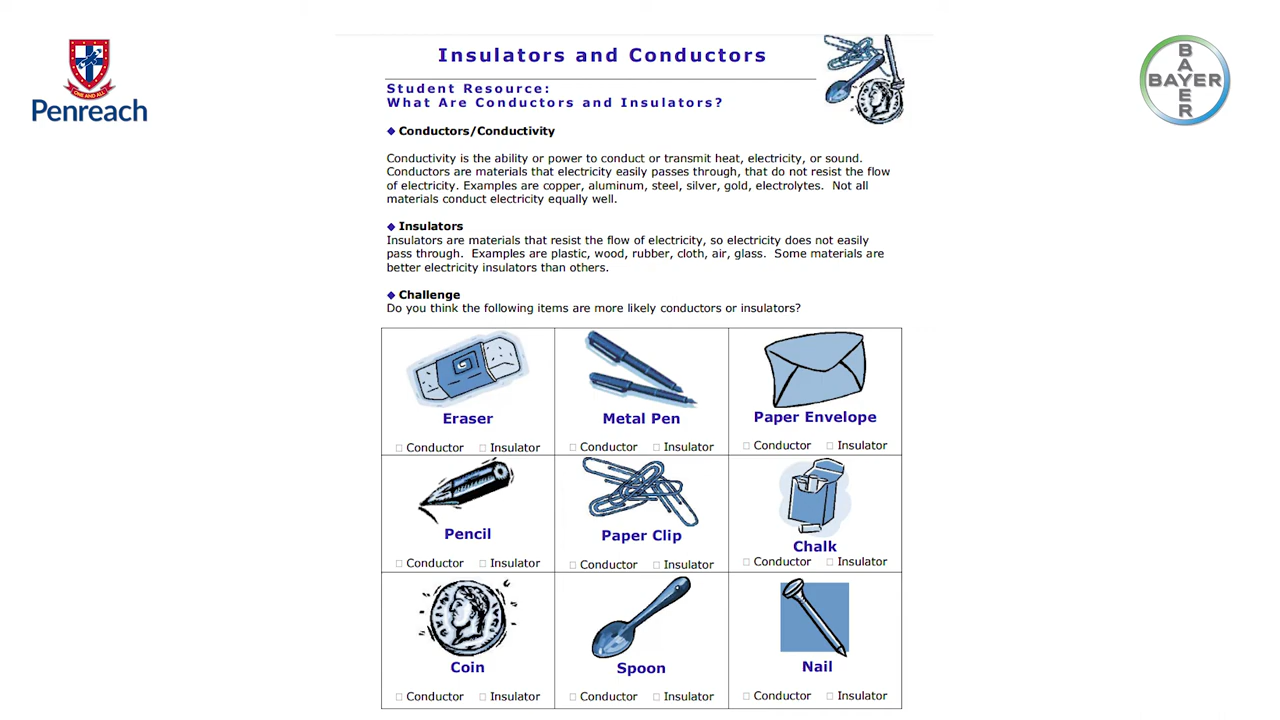 Insulators and Conductors
Penreach
BAYER
BAYER
Student Resource:
What Are Conductors and Insulators?
❖ Conductors/Conductivity
Conductivity is the ability or power to conduct or transmit heat, electricity, or sound.
Conductors are materials that electricity easily passes through, that do not resist the flow
of electricity. Examples are copper, aluminum, steel, silver, gold, electrolytes.  Not all
materials conduct electricity equally well.
❖ Insulators
Insulators are materials that resist the flow of electricity, so electricity does not easily
pass through.  Examples are plastic, wood, rubber, cloth, air, glass.  Some materials are
better electricity insulators than others.
❖ Challenge
Do you think the following items are more likely conductors or insulators?
Eraser
□ Conductor □ Insulator
Metal Pen
□ Conductor □ Insulator
Paper Envelope
□ Conductor □ Insulator
Pencil
□ Conductor □ Insulator
Paper Clip
□ Conductor □ Insulator
Chalk
□ Conductor □ Insulator
Coin
□ Conductor □ Insulator
Spoon
□ Conductor □ Insulator
Nail
□ Conductor □ Insulator